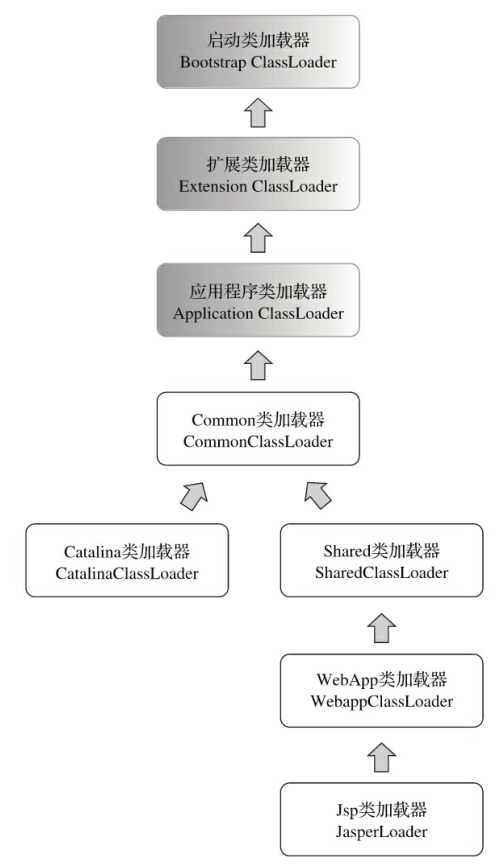 启动类加载器
Bootstrap ClassLoader
扩展类加载器
Extension ClassLoader
应用程序类加载器
Application ClassLoader
Common类加载器
CommonClassLoader
Catalina类加载器
CatalinaClassLoader
Shared类加载器
SharedClassLoader
WebApp类加载器
WebappClassLoader
Jsp类加载器
JasperLoader